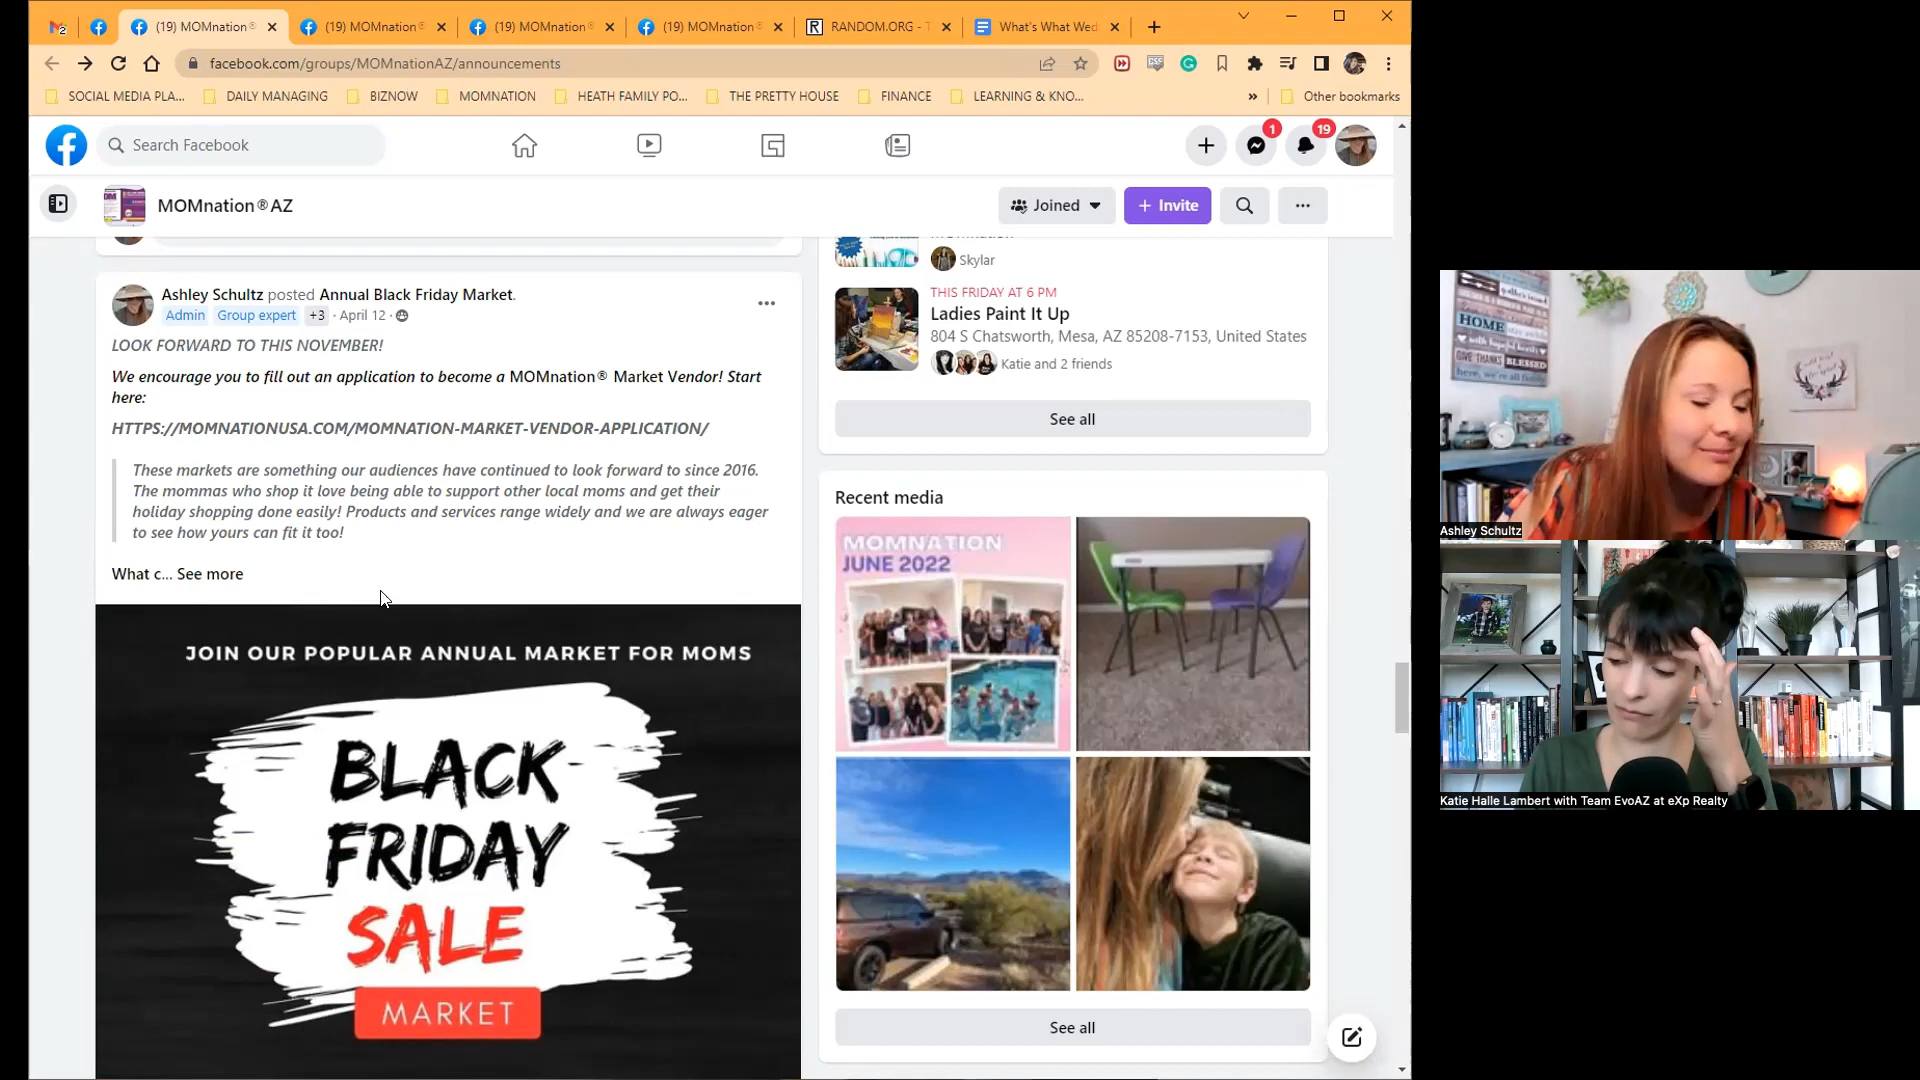 2
(19) MOMnation®
(19) MOMnation®
(19) MOMnation®
(19) MOMnation®
R
RANDOM.ORG - T
What's What Wed
facebook.com/groups/MOMnationAZ/announcements
SOCIAL MEDIA PLA...
DAILY MANAGING
BIZNOW
MOMNATION
HEATH FAMILY PO...
THE PRETTY HOUSE
FINANCE
LEARNING & KNO...
»
Other bookmarks
Search Facebook
1
19
MOMnation®AZ
Joined
+ Invite
Ashley Schultz posted Annual Black Friday Market.
Admin
Group expert
+3
· April 12 ·
LOOK FORWARD TO THIS NOVEMBER!
We encourage you to fill out an application to become a MOMnation® Market Vendor! Start
here:
HTTPS://MOMNATIONUSA.COM/MOMNATION-MARKET-VENDOR-APPLICATION/
These markets are something our audiences have continued to look forward to since 2016.
The mommas who shop it love being able to support other local moms and get their
holiday shopping done easily! Products and services range widely and we are always eager
to see how yours can fit it too!
What c... See more
JOIN OUR POPULAR ANNUAL MARKET FOR MOMS
BLACK
FRIDAY
SALE
MARKET
Skylar
THIS FRIDAY AT 6 PM
Ladies Paint It Up
804 S Chatsworth, Mesa, AZ 85208-7153, United States
Katie and 2 friends
See all
Recent media
MOMNATION
JUNE 2022
See all
HOME
GIVE THANKS BLESSED
here, we're all family
Ashley Schultz
Katie Halle Lambert with Team EvoAZ at eXp Realty